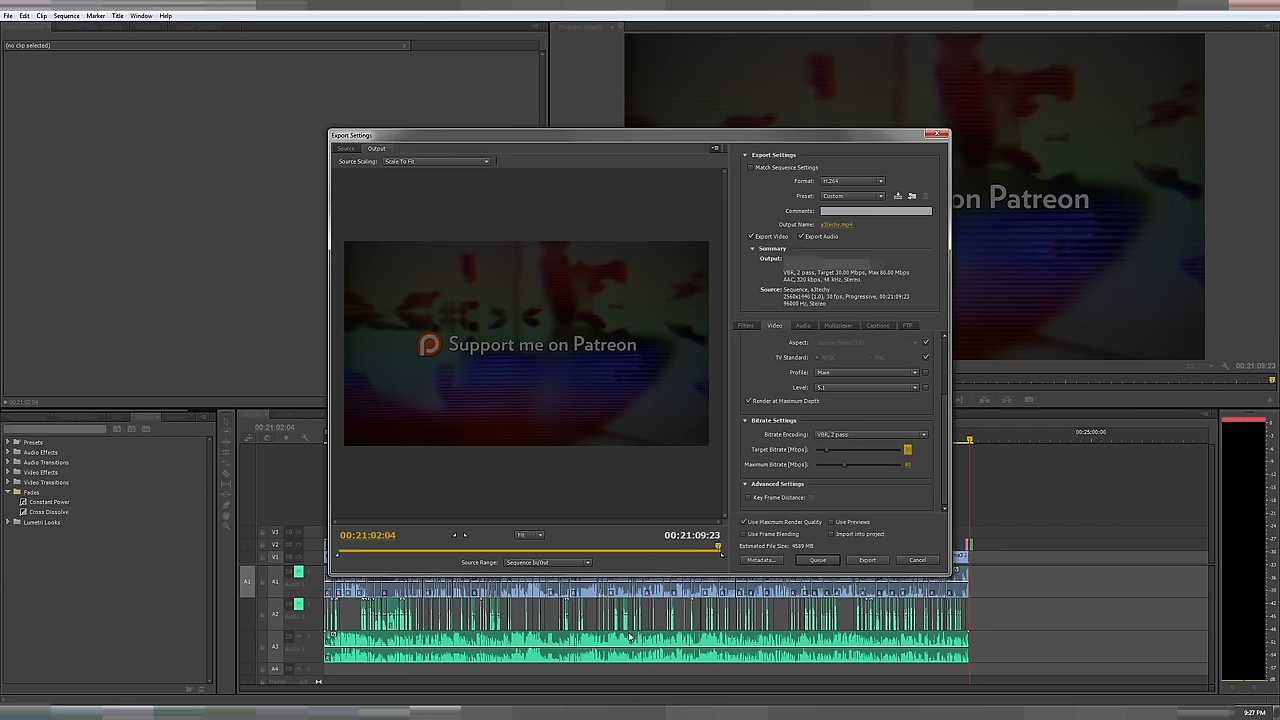 File Edit Clip Sequence Marker Title Window Help
(no clip selected)
on Patreon
Export Settings
Source Output
Source Scaling: Scale To Fit
Support me on Patreon
00:21:02:04 Fit 00:21:09:23
Source Range: Sequence In/Out
Export Settings
Match Sequence Settings
Format: H.264
Preset: Custom
Comments:
Output Name: a3techy.mp4
Export Video Export Audio
Summary
Output:
VBR, 2 pass, Target 30.00 Mbps, Max 80.00 Mbps
AAC, 320 kbps, 48 kHz, Stereo
Source: Sequence, a3techy
2560x1440 (1.0), 30 fps, Progressive, 00:21:09:23
96000 Hz, Stereo
Filters Video Audio Multiplexer Captions FTP
Aspect: Square Pixels (1.0)
TV Standard: NTSC PAL
Profile: Main
Level: 5.1
Render at Maximum Depth
Bitrate Settings
Bitrate Encoding: VBR, 2 pass
Target Bitrate [Mbps]:
Maximum Bitrate [Mbps]: 80
Advanced Settings
Key Frame Distance:
Use Maximum Render Quality Use Previews
Use Frame Blending Import into project
Estimated File Size: 4589 MB
Metadata... Queue Export Cancel
00:21:09:23
00:21:02:04
00:21:02:04
00:25:00:00
Presets
Audio Effects
Audio Transitions
Video Effects
Video Transitions
Fades
Constant Power
Cross Dissolve
Lumetri Looks
V3
V2
V1
A1 A1
A2
A3
A4
9:27 PM